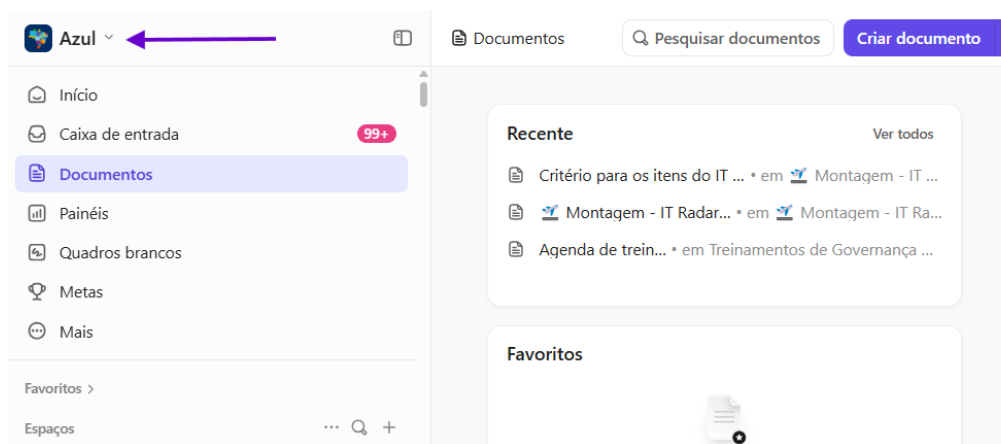 Azul
Início
Caixa de entrada 99+
Documentos
Painéis
Quadros brancos
Metas
Mais
Favoritos >
Espaços
Documentos Pesquisar documentos Criar documento
Recente Ver todos
Critério para os itens do IT ... • em Montagem - IT ...
Montagem - IT Radar... • em Montagem - IT Ra...
Agenda de trein... • em Treinamentos de Governança ...
Favoritos